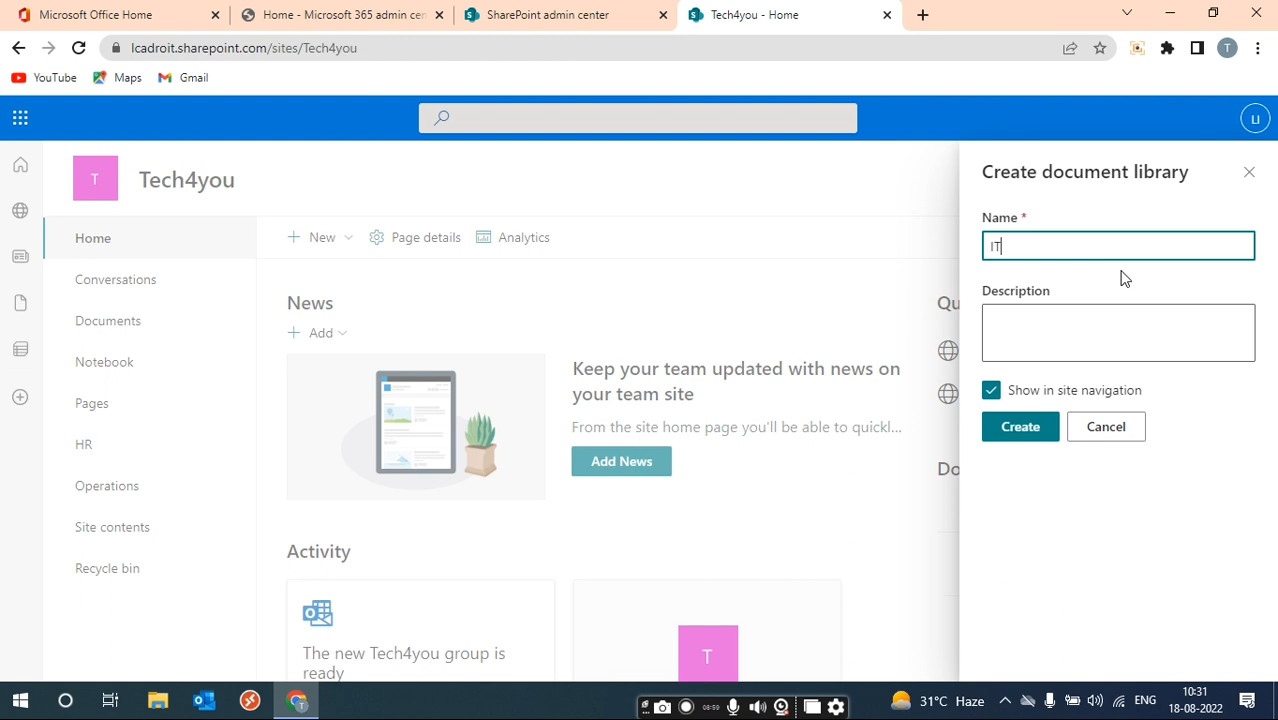 Microsoft Office Home
Home - Microsoft 365 admin cen
SharePoint admin center
Tech4you - Home
lcadroit.sharepoint.com/sites/Tech4you
T
YouTube
Maps
Gmail
LI
T
Tech4you
Create document library
Name *
IT
Description
Show in site navigation
Create
Cancel
Home
Conversations
Documents
Notebook
Pages
HR
Operations
Site contents
Recycle bin
New
Page details
Analytics
News
Add
Keep your team updated with news on
your team site
From the site home page you'll be able to quickl...
Add News
Qu
Do
Activity
The new Tech4you group is
ready
T
08:59
31°C Haze
ENG
10:31
18-08-2022